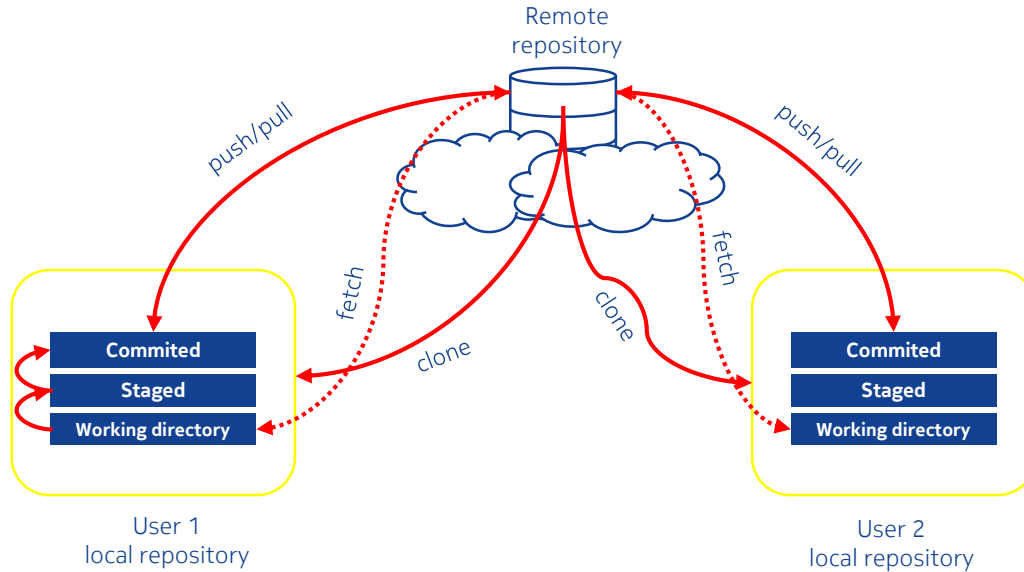 Remote
repository
push/pull
push/pull
fetch
fetch
clone
clone
Commited
Staged
Working directory
Commited
Staged
Working directory
User 1
local repository
User 2
local repository